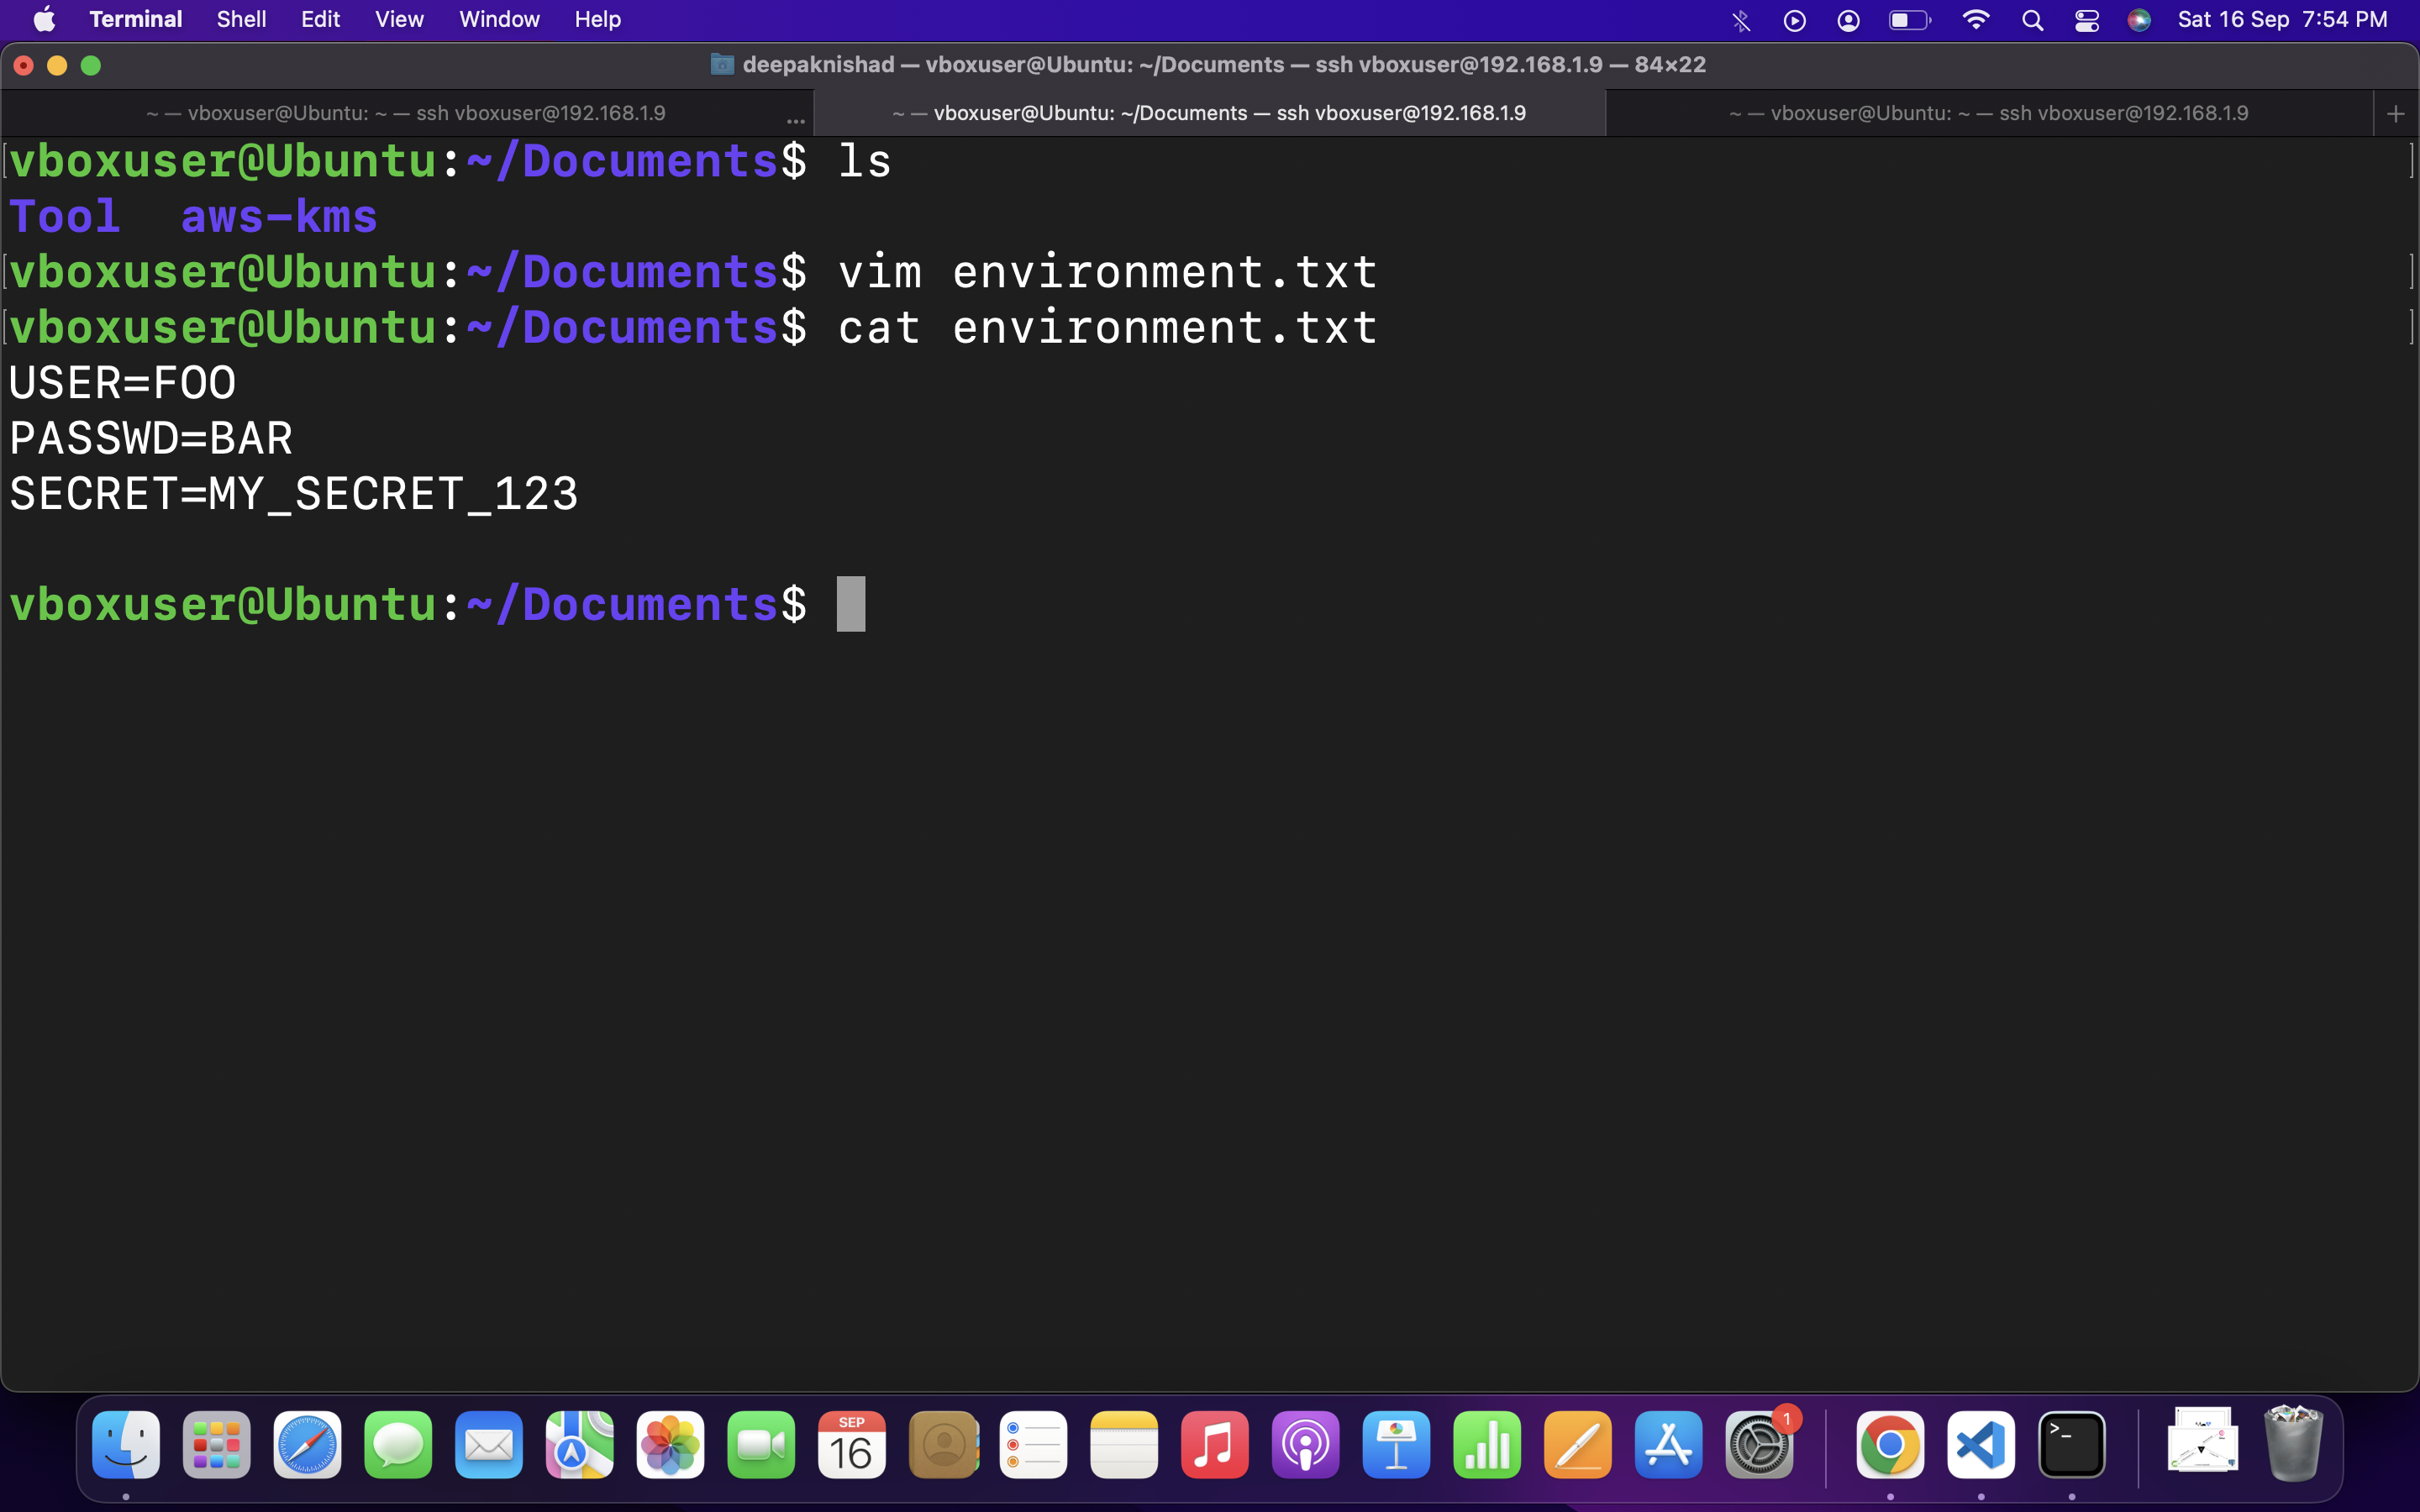 Terminal Shell Edit View Window Help Sat 16 Sep 7:54 PM
deepaknishad — vboxuser@Ubuntu: ~/Documents — ssh vboxuser@192.168.1.9 — 84×22
~ — vboxuser@Ubuntu: ~ — ssh vboxuser@192.168.1.9 ... ~ — vboxuser@Ubuntu: ~/Documents — ssh vboxuser@192.168.1.9 ~ — vboxuser@Ubuntu: ~ — ssh vboxuser@192.168.1.9 +
vboxuser@Ubuntu:~/Documents$ ls
Tool aws-kms
vboxuser@Ubuntu:~/Documents$ vim environment.txt
vboxuser@Ubuntu:~/Documents$ cat environment.txt
USER=FOO
PASSWD=BAR
SECRET=MY_SECRET_123
vboxuser@Ubuntu:~/Documents$
SEP
16
1
>_